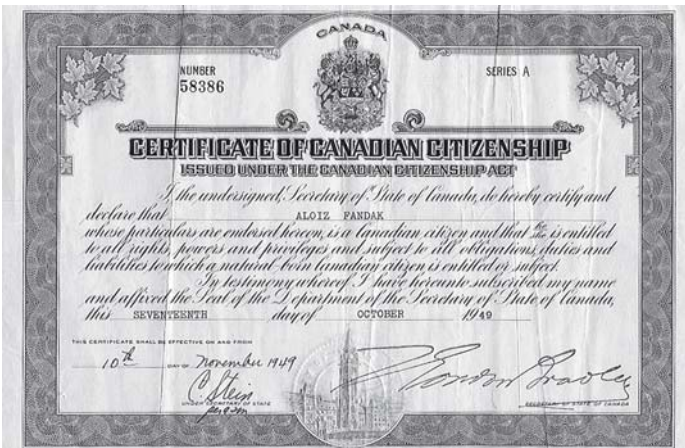 CANADA
NUMBER
58386
SERIES A
CERTIFICATE OF CANADIAN CITIZENSHIP
ISSUED UNDER THE CANADIAN CITIZENSHIP ACT
I, the undersigned, Secretary of State of Canada, do hereby certify and
declare that ALOIZ FANDAK
whose particulars are endorsed hereon, is a Canadian citizen and that he she is entitled
to all rights, powers and privileges and subject to all obligations, duties and
liabilities to which a natural-born Canadian citizen is entitled or subject.
In testimony whereof I have hereunto subscribed my name
and affixed the Seal of the Department of the Secretary of State of Canada,
this SEVENTEENTH day of OCTOBER 1949
THIS CERTIFICATE SHALL BE EFFECTIVE ON AND FROM
10th DAY OF November 1949
C. Stein
UNDER SECRETARY OF STATE
F. Gordon Bradley
SECRETARY OF STATE OF CANADA